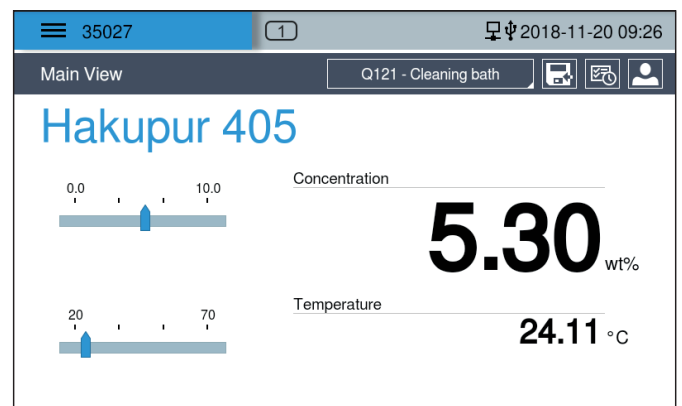 35027 1 2018-11-20 09:26
Main View Q121 - Cleaning bath
Hakupur 405
Concentration
0.0 10.0
5.30 wt%
Temperature
20 70
24.11 °C